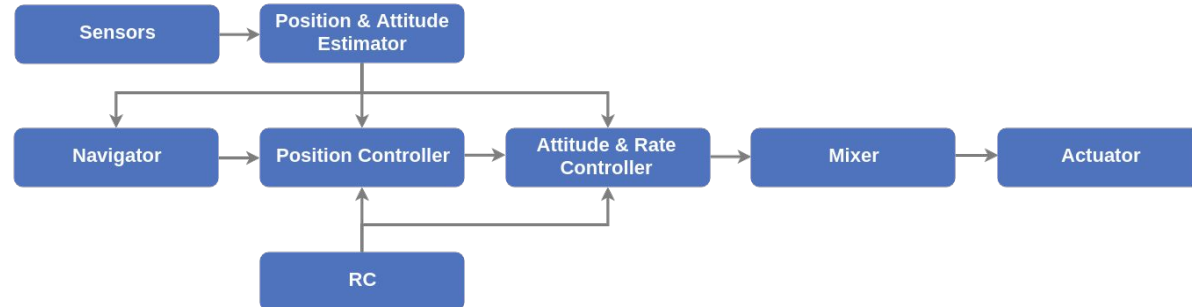 Sensors
Position & Attitude
Estimator
Navigator
Position Controller
Attitude & Rate
Controller
Mixer
Actuator
RC